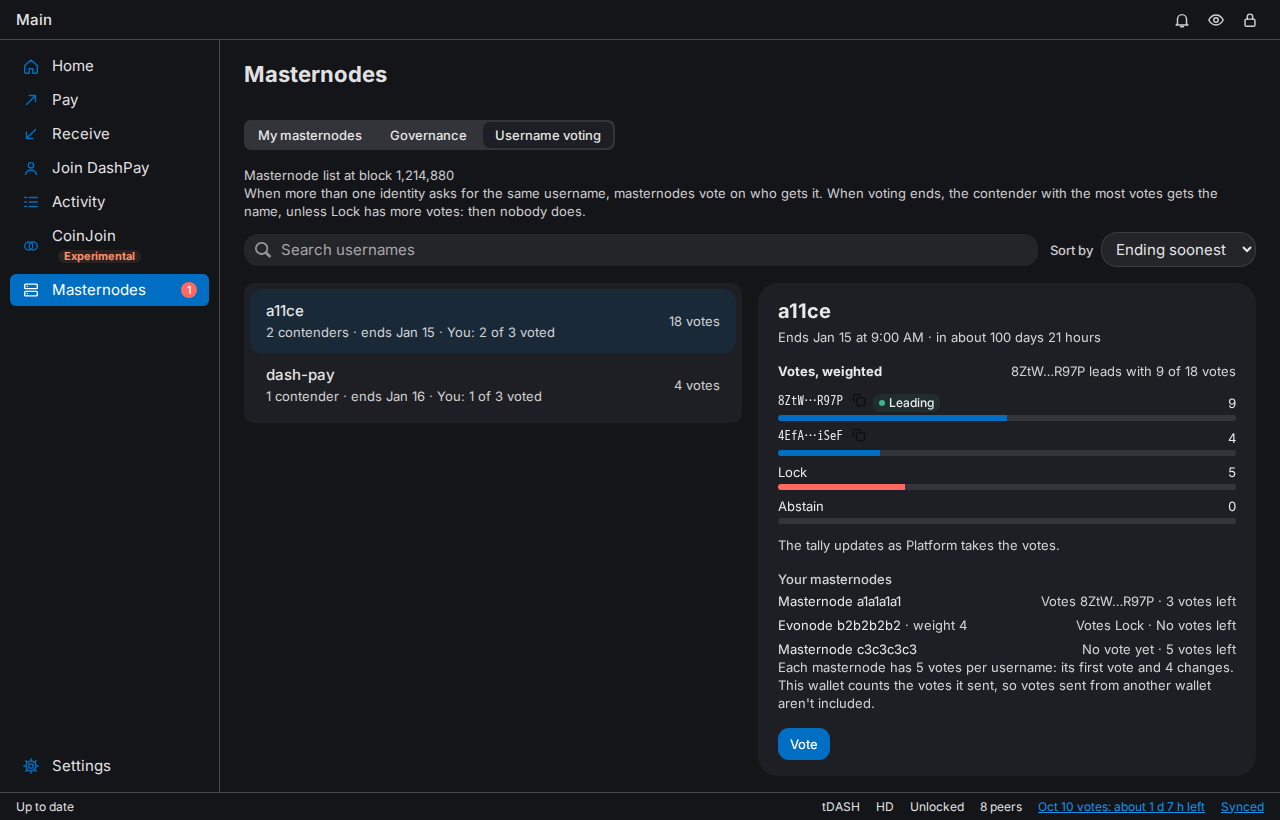 Main
Home
Pay
Receive
Join DashPay
Activity
CoinJoin
Experimental
Masternodes
1
Settings
Masternodes
My masternodes
Governance
Username voting
Masternode list at block 1,214,880
When more than one identity asks for the same username, masternodes vote on who gets it. When voting ends, the contender with the most votes gets the
name, unless Lock has more votes: then nobody does.
Search usernames
Sort by
Ending soonest
a11ce
2 contenders · ends Jan 15 · You: 2 of 3 voted
18 votes
dash-pay
1 contender · ends Jan 16 · You: 1 of 3 voted
4 votes
a11ce
Ends Jan 15 at 9:00 AM · in about 100 days 21 hours
Votes, weighted
8ZtW...R97P leads with 9 of 18 votes
8ZtW···R97P
Leading
9
4EfA···iSeF
4
Lock
5
Abstain
0
The tally updates as Platform takes the votes.
Your masternodes
Masternode a1a1a1a1
Votes 8ZtW...R97P · 3 votes left
Evonode b2b2b2b2 · weight 4
Votes Lock · No votes left
Masternode c3c3c3c3
No vote yet · 5 votes left
Each masternode has 5 votes per username: its first vote and 4 changes.
This wallet counts the votes it sent, so votes sent from another wallet
aren't included.
Vote
Up to date
tDASH
HD
Unlocked
8 peers
Oct 10 votes: about 1 d 7 h left
Synced